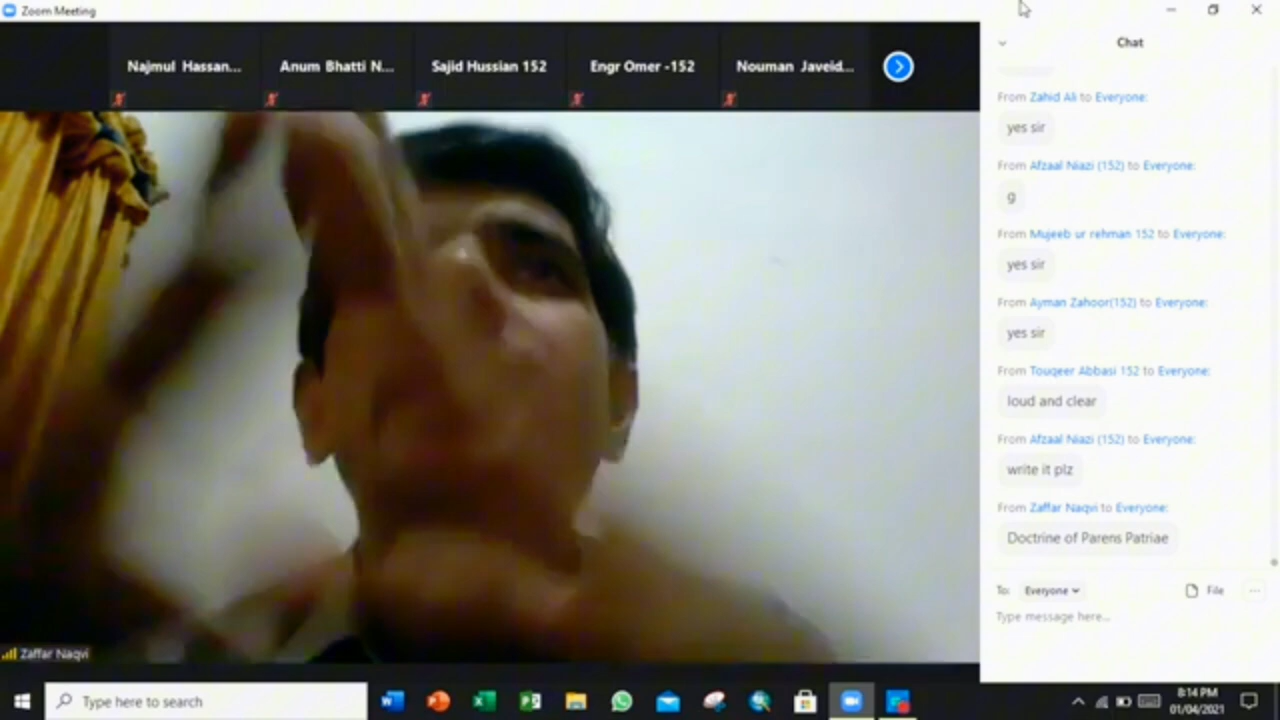 Zoom Meeting
Najmul Hassan...
Anum Bhatti N...
Sajid Hussian 152
Engr Omer -152
Nouman Javeid...
Chat
From Zahid Ali to Everyone:
yes sir
From Afzaal Niazi (152) to Everyone:
g
From Mujeeb ur rehman 152 to Everyone:
yes sir
From Ayman Zahoor(152) to Everyone:
yes sir
From Touqeer Abbasi 152 to Everyone:
loud and clear
From Afzaal Niazi (152) to Everyone:
write it plz
From Zaffar Naqvi to Everyone:
Doctrine of Parens Patriae
To: Everyone
File
Type message here...
Zaffar Naqvi
Type here to search
8:14 PM
01/04/2021